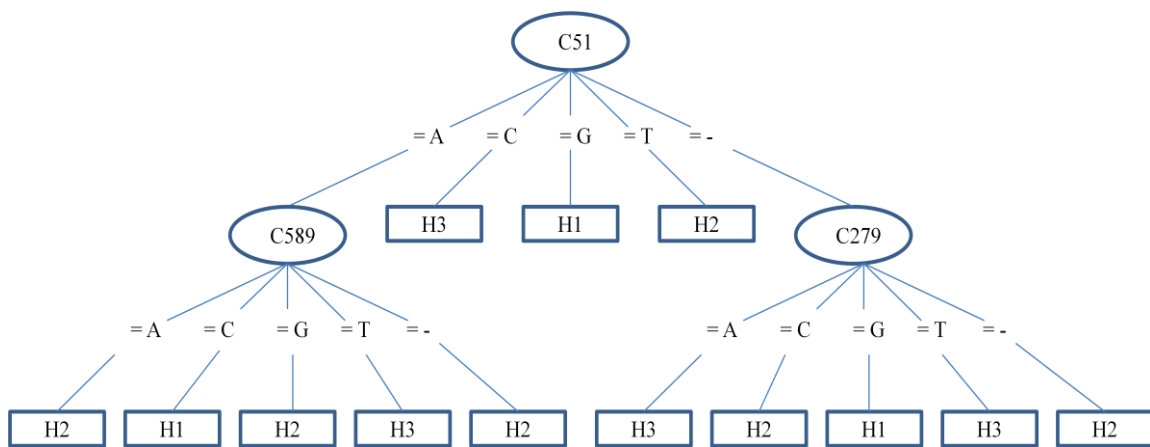 C51
= A = C = G = T = -
H3 H1 H2
C589 C279
= A = C = G = T = - = A = C = G = T = -
H2 H1 H2 H3 H2 H3 H2 H1 H3 H2